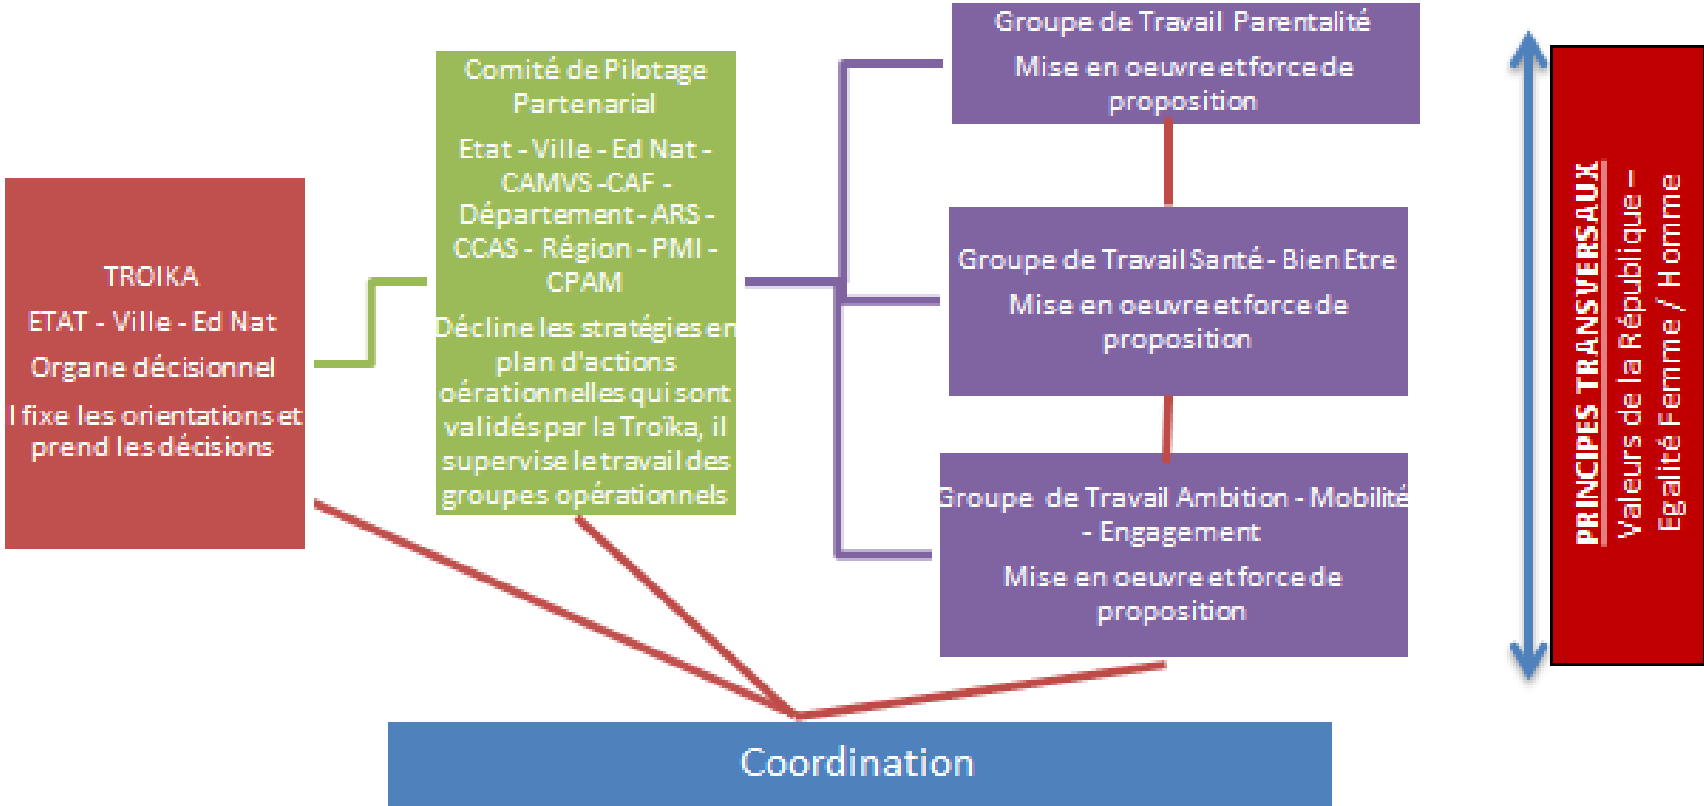 TROIKA
ETAT - Ville - Ed Nat
Organe décisionnel
l fixe les orientations et
prend les décisions
Comité de Pilotage
Partenarial
Etat - Ville - Ed Nat -
CAMVS -CAF -
Département - ARS -
CCAS - Région - PMI -
CPAM
Décline les stratégies en
plan d'actions
oérationnelles qui sont
validés par la Troïka, il
supervise le travail des
groupes opérationnels
Groupe de Travail Parentalité
Mise en oeuvre et force de
proposition
Groupe de Travail Santé - Bien Etre
Mise en oeuvre et force de
proposition
Groupe de Travail Ambition - Mobilité
- Engagement
Mise en oeuvre et force de
proposition
PRINCIPES TRANSVERSAUX
Valeurs de la République –
Egalité Femme / Homme
Coordination